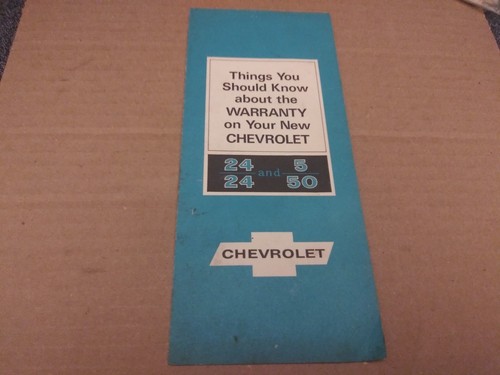 Things You
Should Know
about the
WARRANTY
on Your New
CHEVROLET
24/24 and 5/50
CHEVROLET